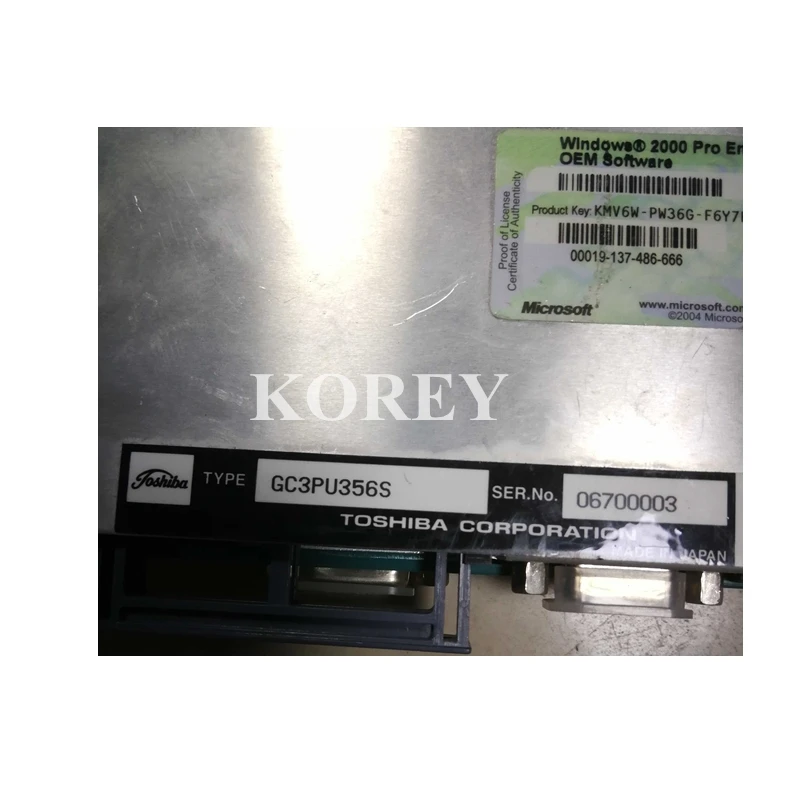 Windows® 2000 Pro
OEM Software
Proof of License
Certificate of Authenticity
Product Key: KMV6W-PW36G-F6Y7
00019-137-486-666
Microsoft
www.microsoft.com
©2004 Microso
KOREY
Toshiba TYPE GC3PU356S SER.No. 06700003
TOSHIBA CORPORATION
MADE IN JAPAN